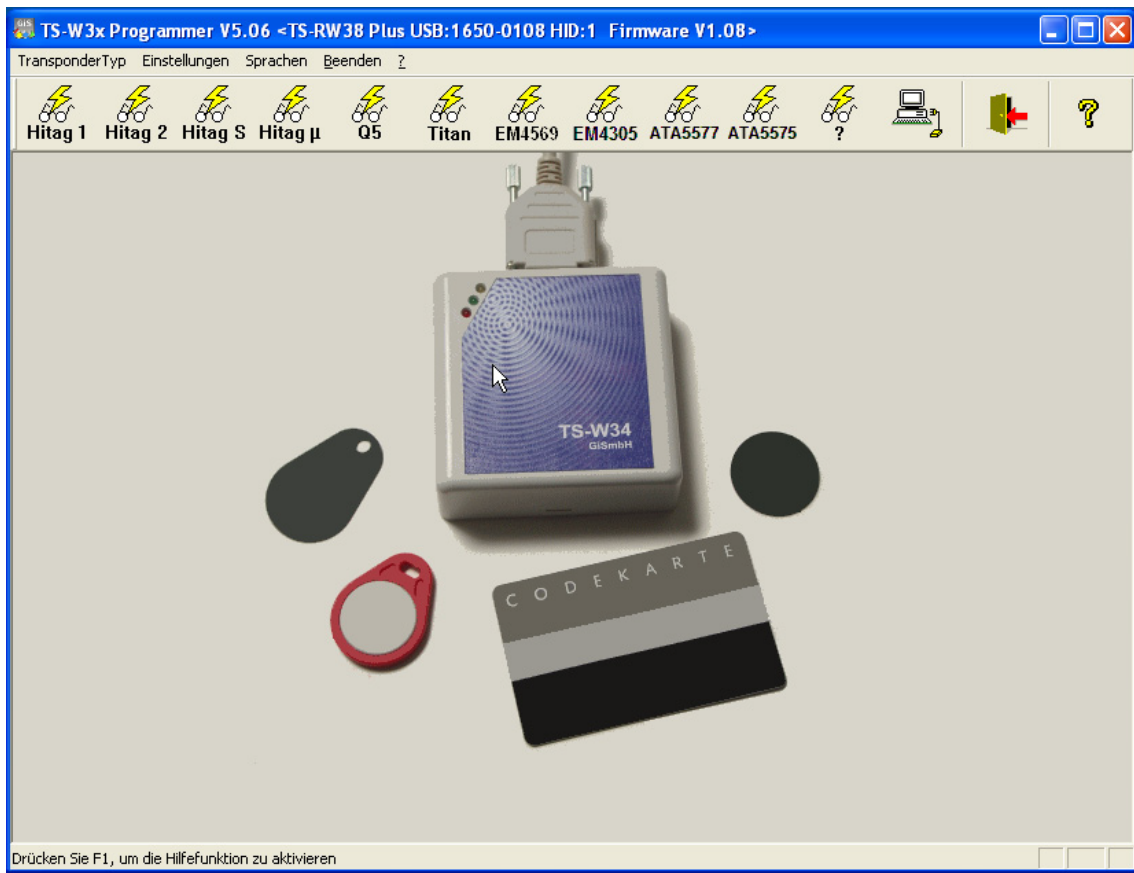 GIS
TS-W3x Programmer V5.06 <TS-RW38 Plus USB:1650-0108 HID:1 Firmware V1.08>
TransponderTyp Einstellungen Sprachen Beenden ?
Hitag 1 Hitag 2 Hitag S Hitag µ Q5 Titan EM4569 EM4305 ATA5577 ATA5575 ?
TS-W34
GiSmbH
CODEKARTE
Drücken Sie F1, um die Hilfefunktion zu aktivieren